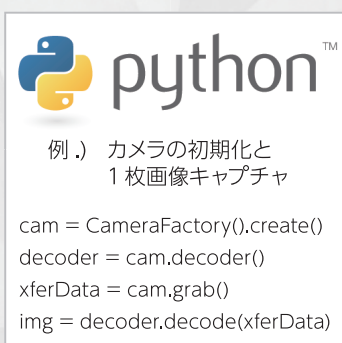 python™
例.) カメラの初期化と
1枚画像キャプチャ
cam = CameraFactory().create()
decoder = cam.decoder()
xferData = cam.grab()
img = decoder.decode(xferData)